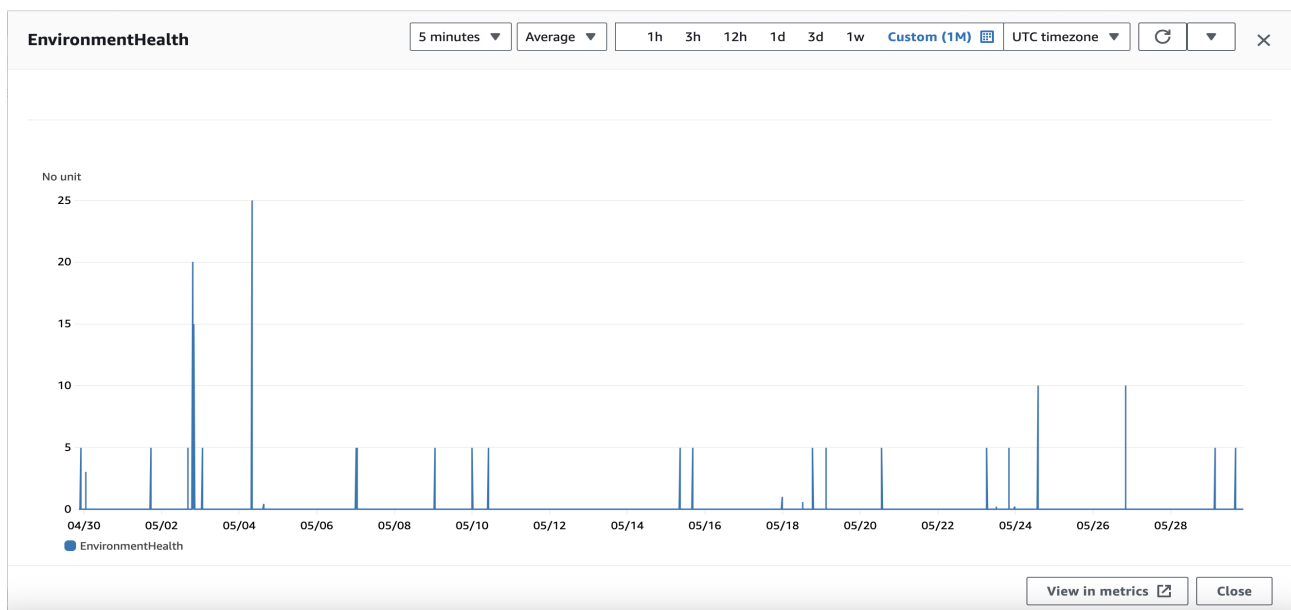 EnvironmentHealth
5 minutes Average 1h 3h 12h 1d 3d 1w Custom (1M) UTC timezone
No unit
25
20
15
10
5
0
04/30 05/02 05/04 05/06 05/08 05/10 05/12 05/14 05/16 05/18 05/20 05/22 05/24 05/26 05/28
EnvironmentHealth
View in metrics Close